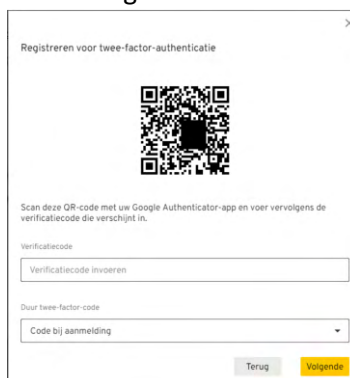 Registreren voor twee-factor-authenticatie
Scan deze QR-code met uw Google Authenticator-app en voer vervolgens de
verificatiecode die verschijnt in.
Verificatiecode
Verificatiecode invoeren
Duur twee-factor-code
Code bij aanmelding
Terug
Volgende